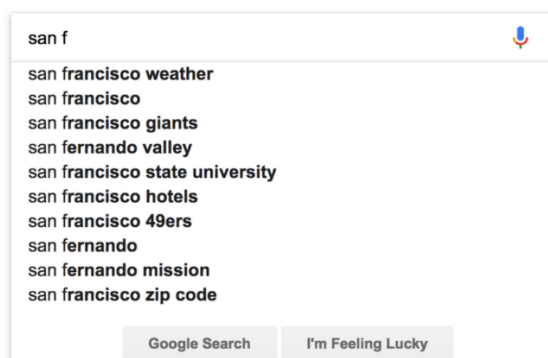 san f
san francisco weather
san francisco
san francisco giants
san fernando valley
san francisco state university
san francisco hotels
san francisco 49ers
san fernando
san fernando mission
san francisco zip code
Google Search I'm Feeling Lucky